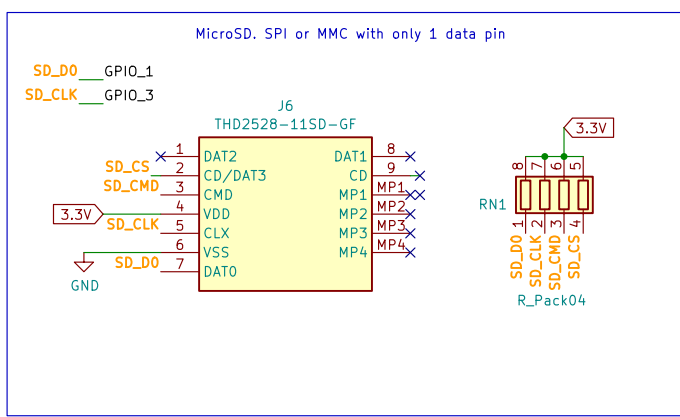 MicroSD. SPI or MMC with only 1 data pin
SD_D0 GPIO_1
SD_CLK GPIO_3
J6
THD2528-11SD-GF
1 DAT2 DAT1 8
SD_CS 2 CD/DAT3 CD 9
SD_CMD 3 CMD MP1 MP1
3.3V 4 VDD MP2 MP2
SD_CLK 5 CLX MP3 MP3
6 VSS MP4 MP4
SD_D0 7 DAT0
GND
3.3V
8 7 6 5
RN1
1 2 3 4
SD_D0 SD_CLK SD_CMD SD_CS
R_Pack04